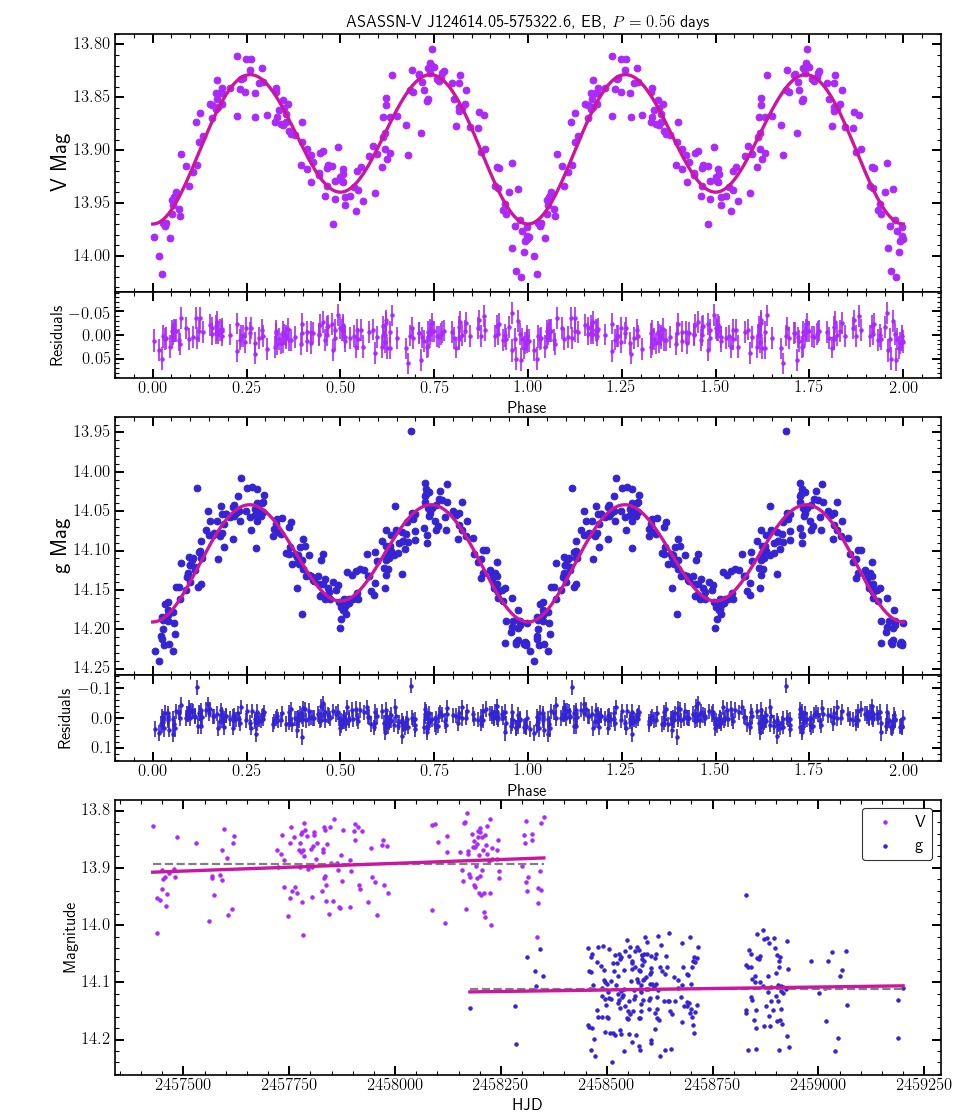 ASASSN-V J124614.05-575322.6, EB, P = 0.56 days
13.80
13.85
13.90
13.95
14.00
V Mag
−0.05
0.00
0.05
Residuals
0.00 0.25 0.50 0.75 1.00 1.25 1.50 1.75 2.00
Phase
13.95
14.00
14.05
14.10
14.15
14.20
14.25
g Mag
−0.1
0.0
0.1
Residuals
0.00 0.25 0.50 0.75 1.00 1.25 1.50 1.75 2.00
Phase
13.8
13.9
14.0
14.1
14.2
Magnitude
V
g
2457500 2457750 2458000 2458250 2458500 2458750 2459000 2459250
HJD